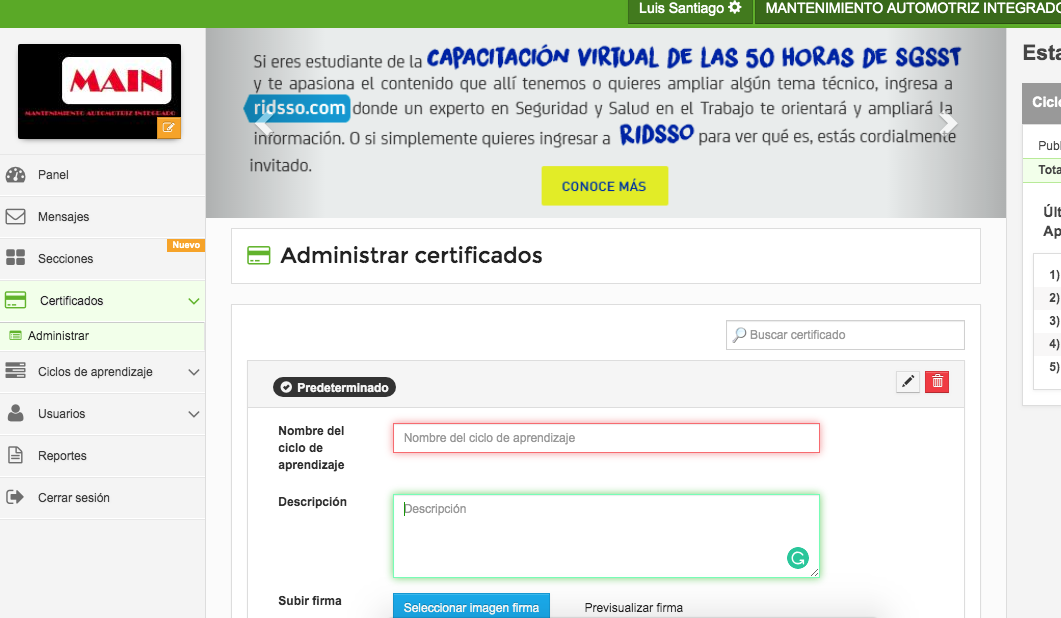 Luis Santiago
MANTENIMIENTO AUTOMOTRIZ INTEGRADO
MAIN
MANTENIMIENTO AUTOMOTRIZ INTEGRADO
Panel
Mensajes
Nuevo
Secciones
Certificados
Administrar
Ciclos de aprendizaje
Usuarios
Reportes
Cerrar sesión
Si eres estudiante de la CAPACITACIÓN VIRTUAL DE LAS 50 HORAS DE SGSST
y te apasiona el contenido que allí tenemos o quieres ampliar algún tema técnico, ingresa a
ridsso.com donde un experto en Seguridad y Salud en el Trabajo te orientará y ampliará la
información. O si simplemente quieres ingresar a RIDSSO para ver qué es, estás cordialmente
invitado.
CONOCE MÁS
Administrar certificados
Buscar certificado
Predeterminado
Nombre del
ciclo de
aprendizaje
Nombre del ciclo de aprendizaje
Descripción
Descripción
Subir firma
Seleccionar imagen firma
Previsualizar firma
Esta
Cicl
Publ
Tota
Últ
Ap
1)
2)
3)
4)
5)